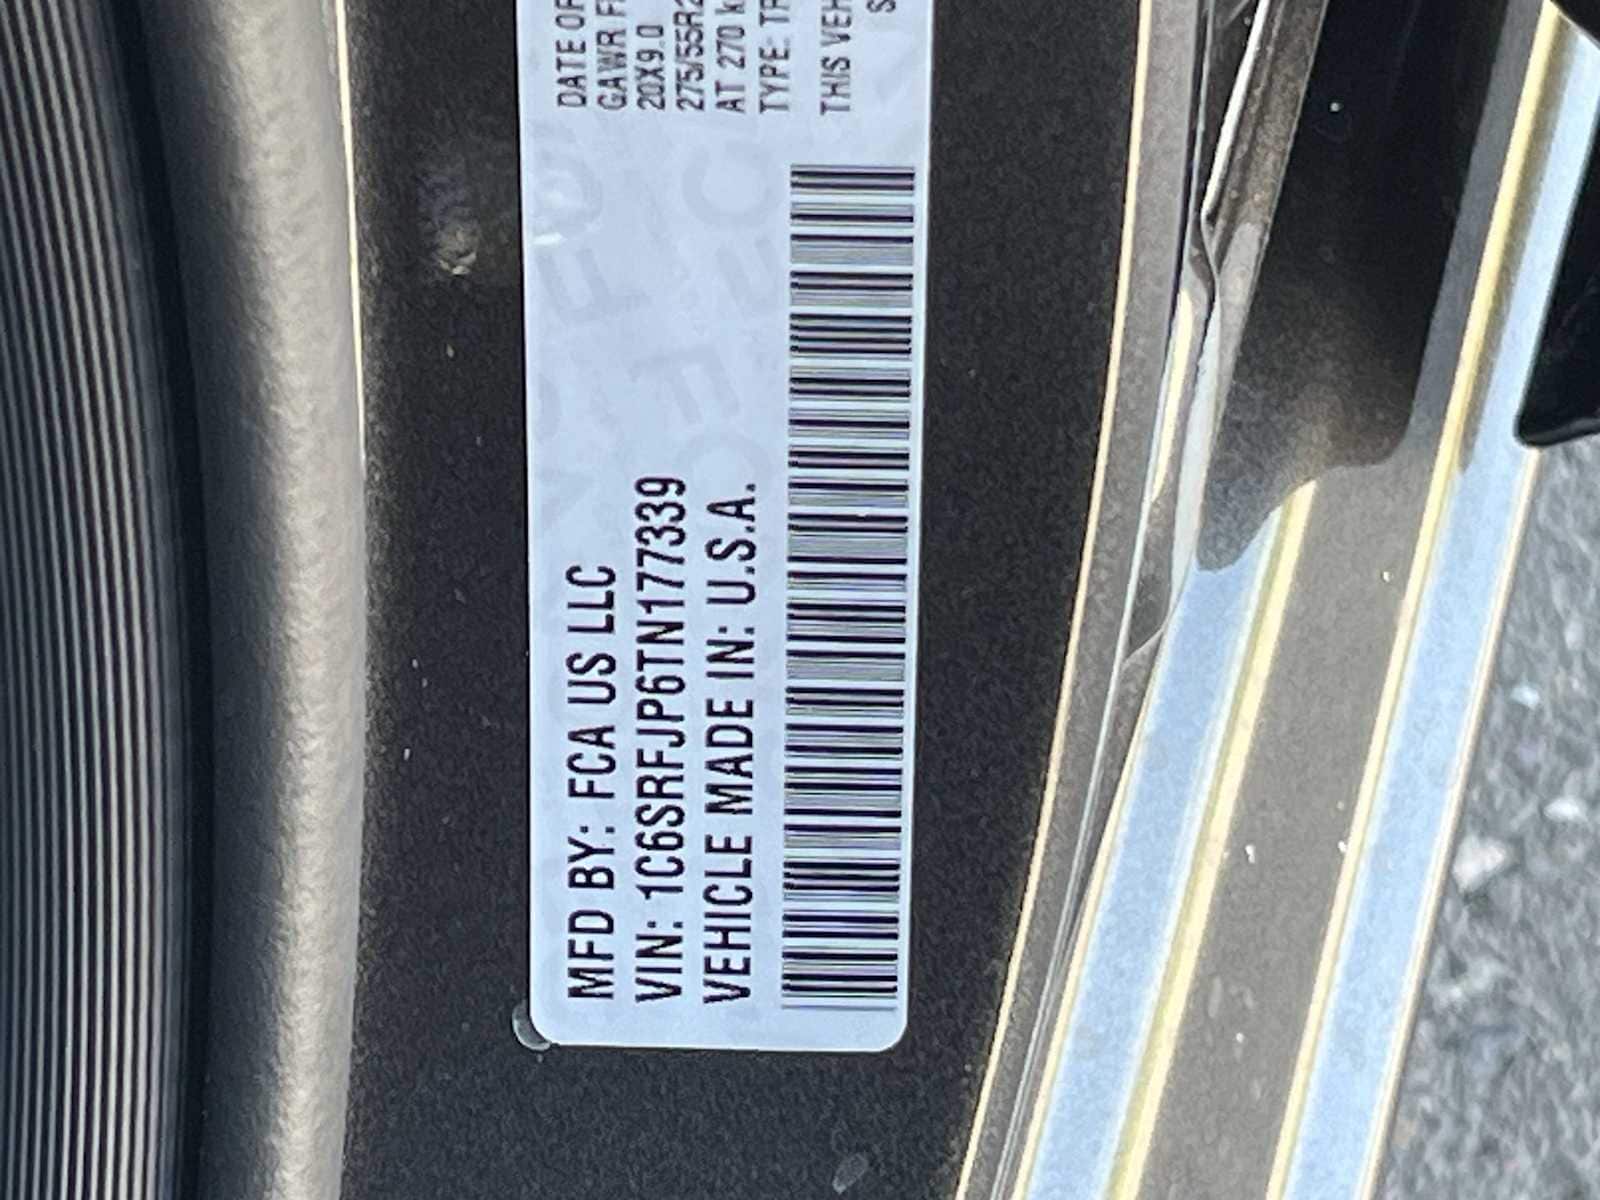 MFD BY: FCA US LLC
VIN: 1C6SRFJP6TN177339
VEHICLE MADE IN: U.S.A.
DATE OF
GAWR
20X9.0
275/55R2
AT 270 k
TYPE: TR
THIS VEH
S